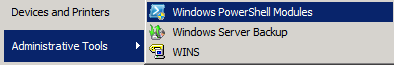 Devices and Printers
Administrative Tools
Windows PowerShell Modules
Windows Server Backup
WINS